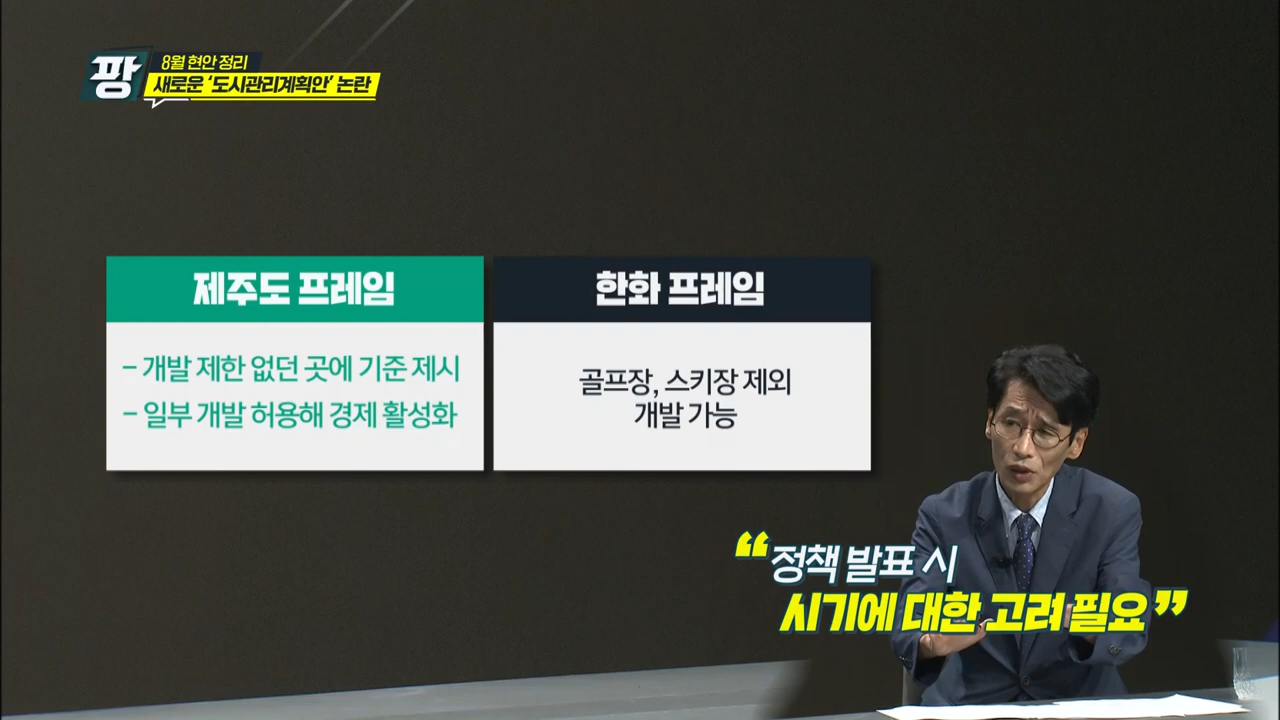 팡
8월 현안 정리
새로운 '도시관리계획안' 논란
제주도 프레임
- 개발 제한 없던 곳에 기준 제시
- 일부 개발 허용해 경제 활성화
한화 프레임
골프장, 스키장 제외
개발 가능
“정책 발표 시
시기에 대한 고려 필요”